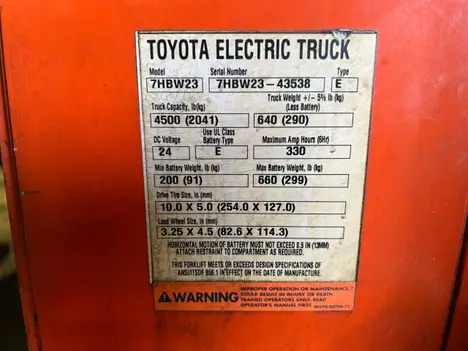 TOYOTA ELECTRIC TRUCK
Model Serial Number Type
7HBW23 7HBW23-43538 E
Truck Capacity, lb(kg) Truck Weight +/- 5% lb (kg)
(Less Battery)
4500 (2041) 640 (290)
DC Voltage Use UL Class Battery Type Maximum Amp Hours (6Hr)
24 E 330
Min Battery Weight, lb (kg) Max Battery Weight, lb (kg)
200 (91) 660 (299)
Drive Tire Size, in (mm)
10.0 X 5.0 (254.0 X 127.0)
Load Wheel Size, in (mm)
3.25 X 4.5 (82.6 X 114.3)
HORIZONTAL MOTION OF BATTERY MUST NOT EXCEED 0.5 IN (13MM)
ATTACH RESTRAINT TO COMPARTMENT AS REQUIRED.
THIS FORKLIFT MEETS OR EXCEEDS DESIGN SPECIFICATIONS OF
ANSI/ITSDF B56.1 IN EFFECT ON THE DATE OF MANUFACTURE.
WARNING
IMPROPER OPERATION OR MAINTENANCE
COULD RESULT IN INJURY OR DEATH.
TRAINED OPERATORS ONLY. READ
OPERATOR'S MANUAL FIRST.